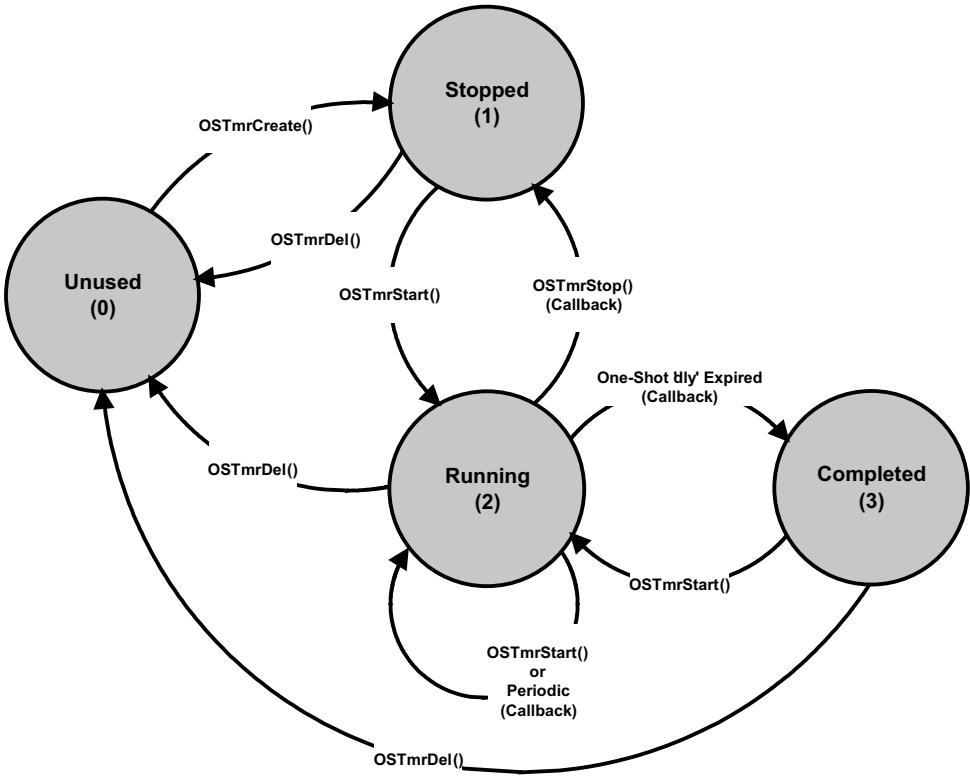 Stopped
(1)
OSTmrCreate()
OSTmrDel()
Unused
(0)
OSTmrStart()
OSTmrStop()
(Callback)
One-Shot 'dly' Expired
(Callback)
OSTmrDel()
Running
(2)
Completed
(3)
OSTmrStart()
OSTmrStart()
or
Periodic
(Callback)
OSTmrDel()